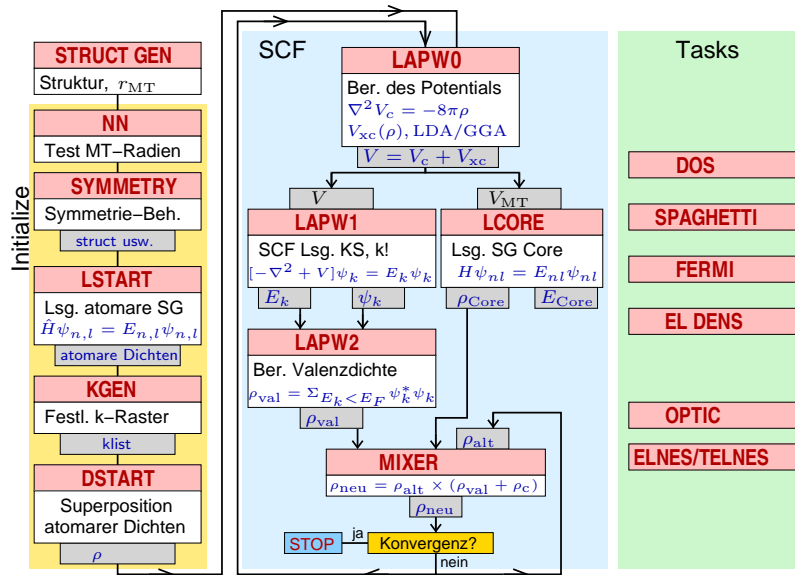 STRUCT GEN
Struktur, r_MT
Initialize
NN
Test MT−Radien
SYMMETRY
Symmetrie−Beh.
struct usw.
LSTART
Lsg. atomare SG
Ĥψ_{n,l} = E_{n,l}ψ_{n,l}
atomare Dichten
KGEN
Festl. k−Raster
klist
DSTART
Superposition
atomarer Dichten
ρ
SCF
LAPW0
Ber. des Potentials
∇²V_c = −8πρ
V_xc(ρ), LDA/GGA
V = V_c + V_xc
V
LAPW1
SCF Lsg. KS, k!
[−∇² + V]ψ_k = E_kψ_k
E_k
ψ_k
V_MT
LCORE
Lsg. SG Core
Hψ_{nl} = E_{nl}ψ_{nl}
ρ_Core
E_Core
LAPW2
Ber. Valenzdichte
ρ_val = Σ_{E_k<E_F} ψ_k^* ψ_k
ρ_val
ρ_alt
MIXER
ρ_neu = ρ_alt × (ρ_val + ρ_c)
ρ_neu
STOP
ja
Konvergenz?
nein
Tasks
DOS
SPAGHETTI
FERMI
EL DENS
OPTIC
ELNES/TELNES